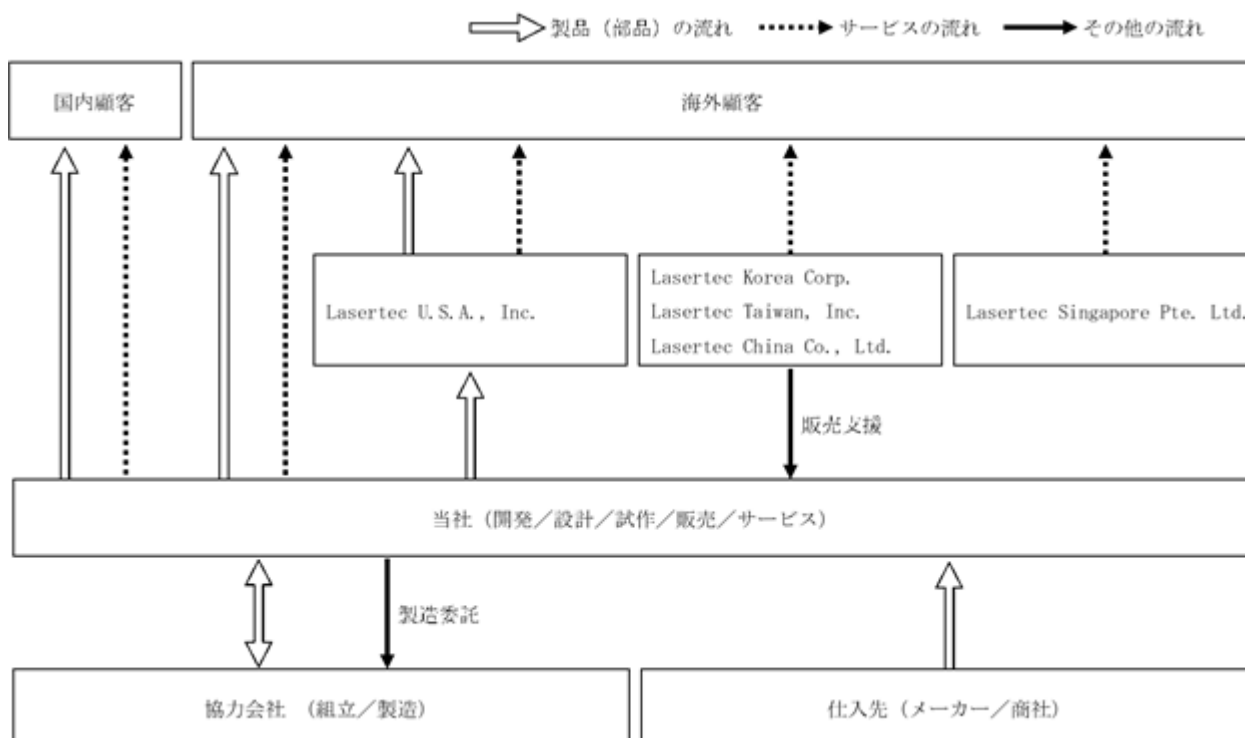 製品（部品）の流れ
サービスの流れ
その他の流れ
国内顧客
海外顧客
Lasertec U.S.A., Inc.
Lasertec Korea Corp.
Lasertec Taiwan, Inc.
Lasertec China Co., Ltd.
Lasertec Singapore Pte. Ltd.
販売支援
当社（開発／設計／試作／販売／サービス）
製造委託
協力会社 （組立／製造）
仕入先（メーカー／商社）